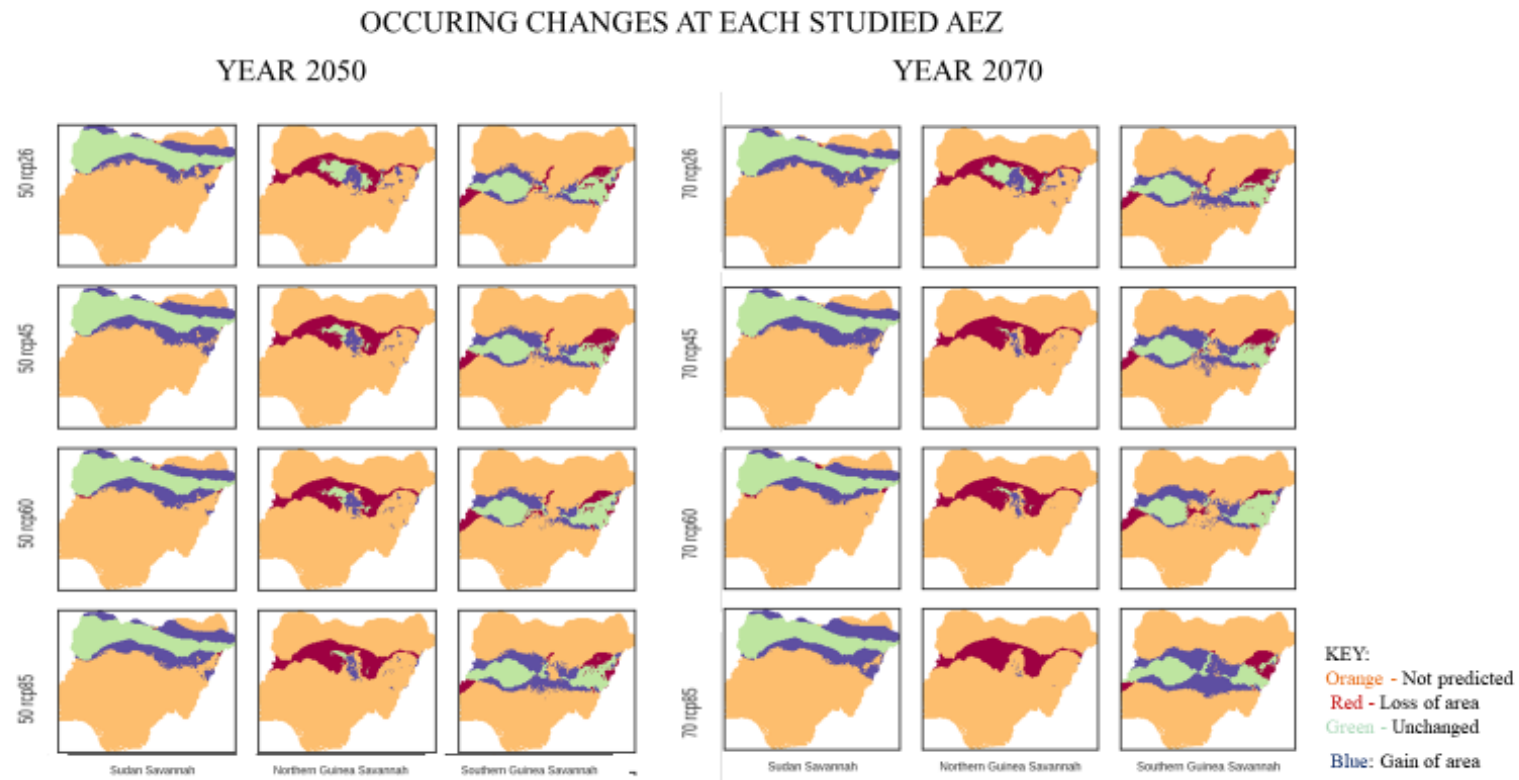 OCCURING CHANGES AT EACH STUDIED AEZ
YEAR 2050
YEAR 2070
50 rcp26
70 rcp26
50 rcp45
70 rcp45
50 rcp60
70 rcp60
50 rcp85
70 rcp85
Sudan Savannah
Northern Guinea Savannah
Southern Guinea Savannah
Sudan Savannah
Northern Guinea Savannah
Southern Guinea Savannah
KEY:
Orange - Not predicted
Red - Loss of area
Green - Unchanged
Blue: Gain of area